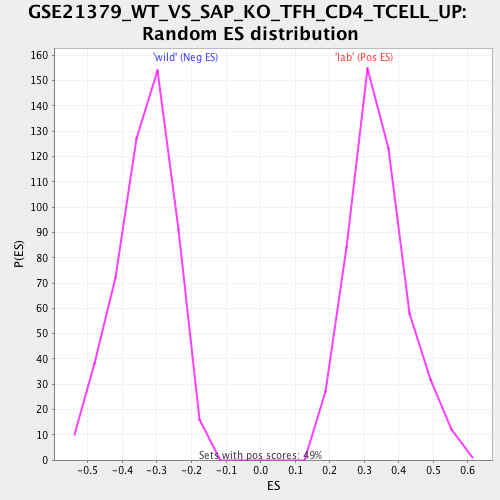 GSE21379_WT_VS_SAP_KO_TFH_CD4_TCELL_UP:
Random ES distribution
'wild' (Neg ES) 'lab' (Pos ES)
160
150
140
130
120
110
100
90
80
70
60
50
40
30
20
10
0
P(ES)
Sets with pos scores: 49%
-0.5 -0.4 -0.3 -0.2 -0.1 0.0 0.1 0.2 0.3 0.4 0.5 0.6
ES